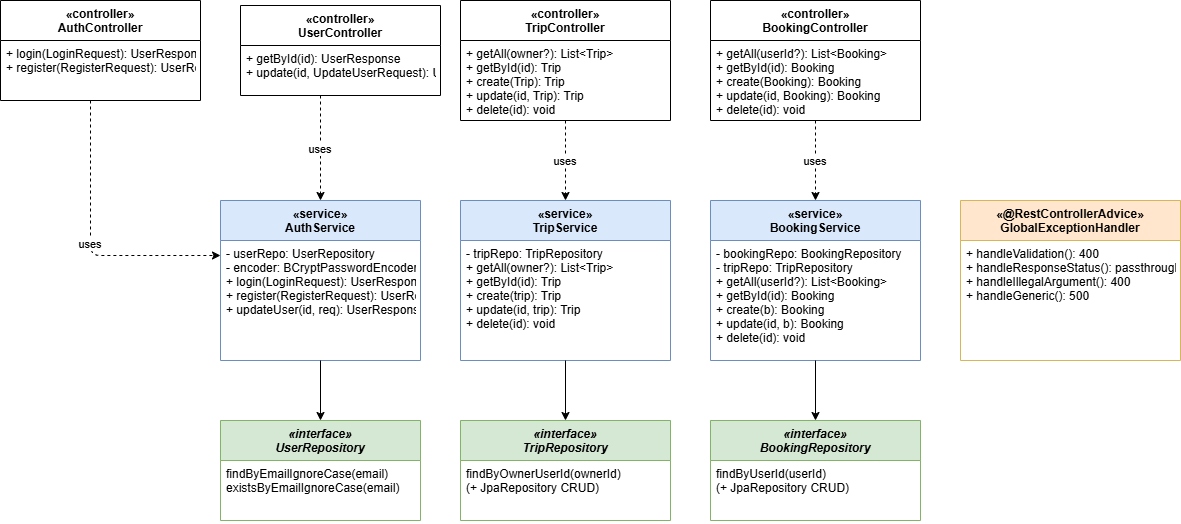 «controller»
AuthController
+ login(LoginRequest): UserRespon
+ register(RegisterRequest): UserR
«controller»
UserController
+ getById(id): UserResponse
+ update(id, UpdateUserRequest): U
«controller»
TripController
+ getAll(owner?): List<Trip>
+ getById(id): Trip
+ create(Trip): Trip
+ update(id, Trip): Trip
+ delete(id): void
«controller»
BookingController
+ getAll(userId?): List<Booking>
+ getById(id): Booking
+ create(Booking): Booking
+ update(id, Booking): Booking
+ delete(id): void
uses
uses
uses
uses
«service»
AuthService
- userRepo: UserRepository
- encoder: BCryptPasswordEncoder
+ login(LoginRequest): UserRespon
+ register(RegisterRequest): UserR
+ updateUser(id, req): UserRespons
«service»
TripService
- tripRepo: TripRepository
+ getAll(owner?): List<Trip>
+ getById(id): Trip
+ create(trip): Trip
+ update(id, trip): Trip
+ delete(id): void
«service»
BookingService
- bookingRepo: BookingRepository
- tripRepo: TripRepository
+ getAll(userId?): List<Booking>
+ getById(id): Booking
+ create(b): Booking
+ update(id, b): Booking
+ delete(id): void
«@RestControllerAdvice»
GlobalExceptionHandler
+ handleValidation(): 400
+ handleResponseStatus(): passthroug
+ handleIllegalArgument(): 400
+ handleGeneric(): 500
«interface»
UserRepository
findByEmailIgnoreCase(email)
existsByEmailIgnoreCase(email)
«interface»
TripRepository
findByOwnerUserId(ownerId)
(+ JpaRepository CRUD)
«interface»
BookingRepository
findByUserId(userId)
(+ JpaRepository CRUD)